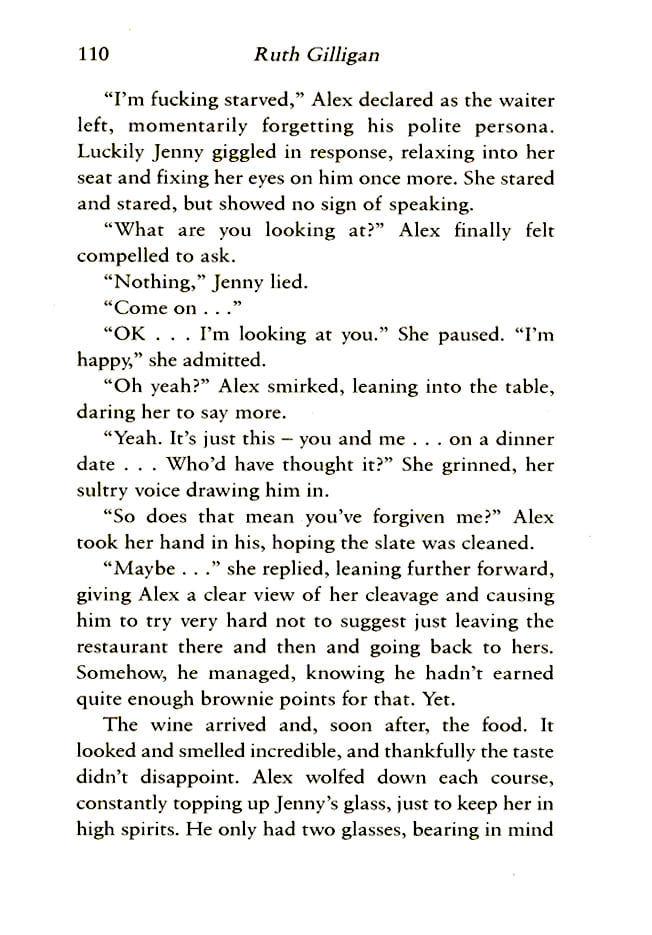 110
Ruth Gilligan
“I’m fucking starved,” Alex declared as the waiter
left, momentarily forgetting his polite persona.
Luckily Jenny giggled in response, relaxing into her
seat and fixing her eyes on him once more. She stared
and stared, but showed no sign of speaking.
“What are you looking at?” Alex finally felt
compelled to ask.
“Nothing,” Jenny lied.
“Come on . . .”
“OK . . . I’m looking at you.” She paused. “I’m
happy,” she admitted.
“Oh yeah?” Alex smirked, leaning into the table,
daring her to say more.
“Yeah. It’s just this – you and me . . . on a dinner
date . . . Who’d have thought it?” She grinned, her
sultry voice drawing him in.
“So does that mean you’ve forgiven me?” Alex
took her hand in his, hoping the slate was cleaned.
“Maybe . . .” she replied, leaning further forward,
giving Alex a clear view of her cleavage and causing
him to try very hard not to suggest just leaving the
restaurant there and then and going back to hers.
Somehow, he managed, knowing he hadn’t earned
quite enough brownie points for that. Yet.
The wine arrived and, soon after, the food. It
looked and smelled incredible, and thankfully the taste
didn’t disappoint. Alex wolfed down each course,
constantly topping up Jenny’s glass, just to keep her in
high spirits. He only had two glasses, bearing in mind